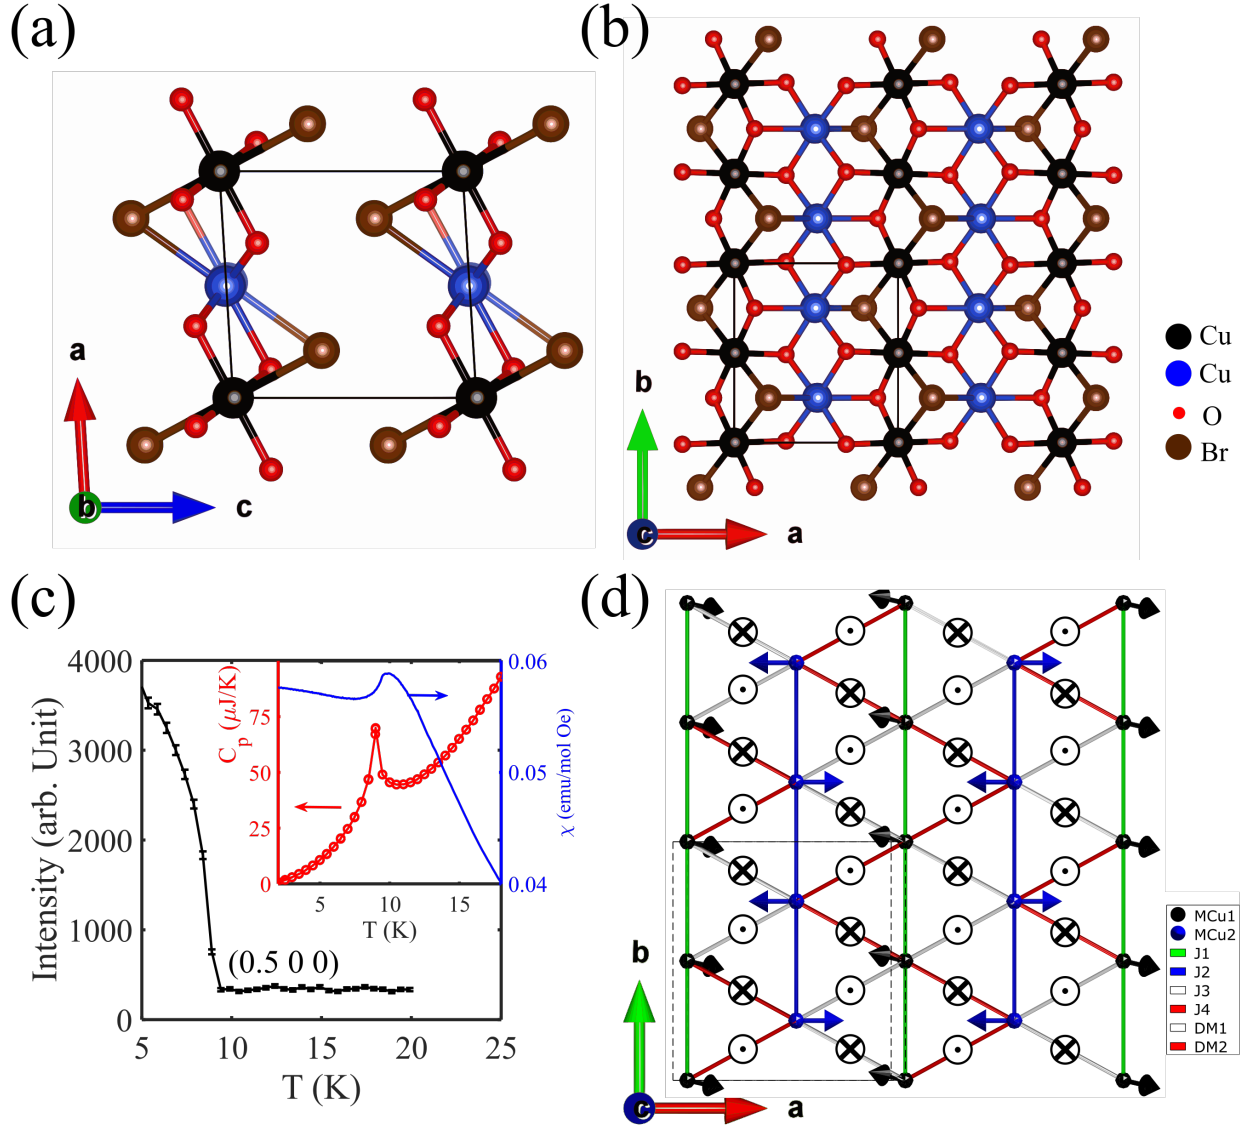 (a)
a
b
c
(b)
b
c
a
Cu
Cu
O
Br
(c)
Intensity (arb. Unit)
4000
3000
2000
1000
0
5
10
15
20
25
T (K)
(0.5 0 0)
C_p (μJ/K)
75
50
25
0
5
10
15
T (K)
0.06
0.05
0.04
χ (emu/mol Oe)
(d)
b
c
a
MCu1
MCu2
J1
J2
J3
J4
DM1
DM2